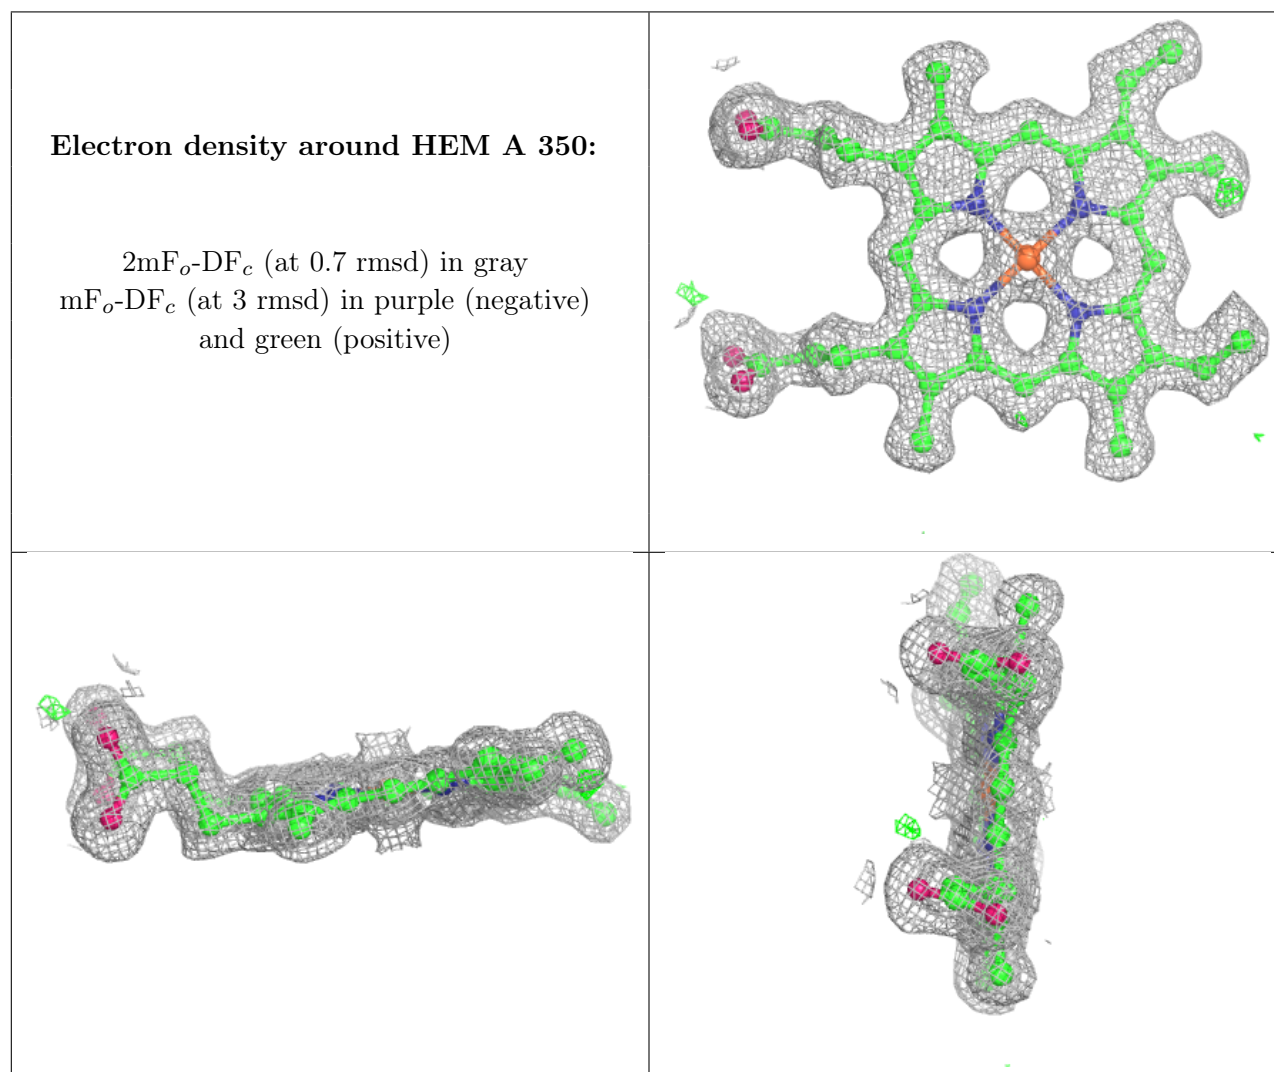 Electron density around HEM A 350:
2mFo-DFc (at 0.7 rmsd) in gray
mFo-DFc (at 3 rmsd) in purple (negative)
and green (positive)